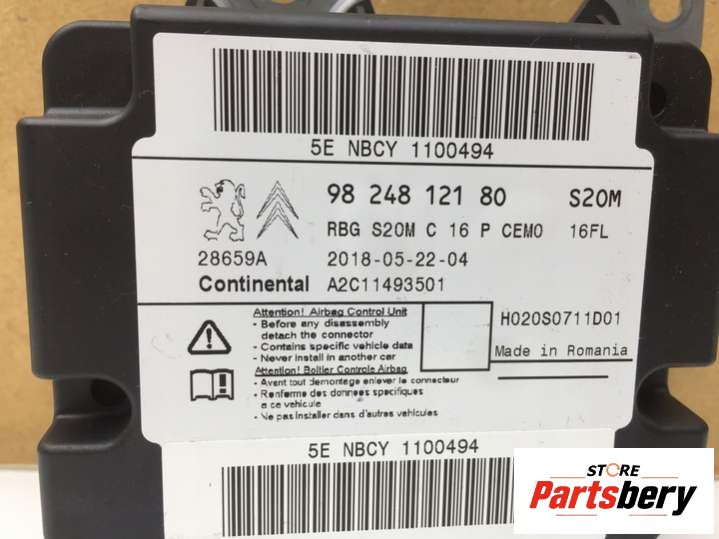 5E NBCY 1100494
98 248 121 80 S20M
RBG S20M C 16 P CEMO 16FL
28659A 2018-05-22-04
Continental A2C11493501
Attention! Airbag Control Unit
- Before any disassembly
detach the connector
- Contains specific vehicle data
- Never install in another car
Attention! Boîtier Controle Airbag
- Avant tout demontage enlever le connecteur
- Renferme des donnees specifiques
a ce vehicule
- Ne pas installer dans d'autres vehicules
H020S0711D01
Made in Romania
5E NBCY 1100494
STORE
Partsbery